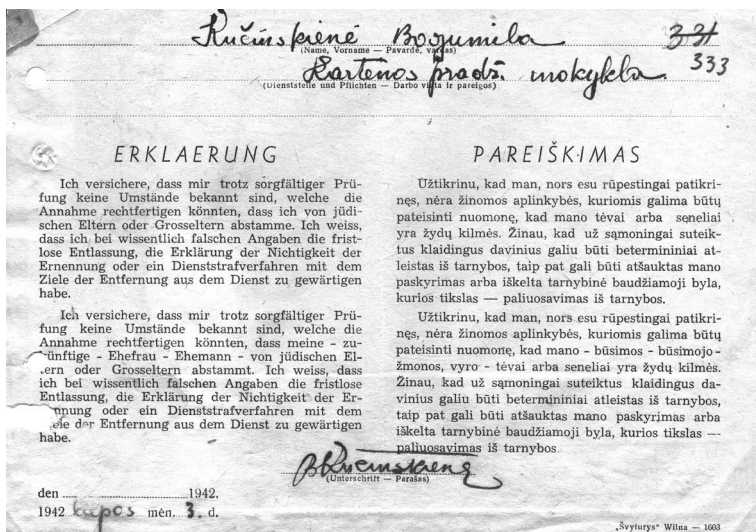 Kučinskienė Bogumila
331
(Name, Vorname — Pavardė, vardas)
Kartenos pradž. mokykla
333
(Dienststelle und Pflichten — Darbo vieta ir pareigos)
ERKLAERUNG
Ich versichere, dass mir trotz sorgfältiger Prü-
fung keine Umstände bekannt sind, welche die
Annahme rechtfertigen könnten, dass ich von jüdi-
schen Eltern oder Grosseltern abstamme. Ich weiss,
dass ich bei wissentlich falschen Angaben die frist-
lose Entlassung, die Erklärung der Nichtigkeit der
Ernennung oder ein Dienststrafverfahren mit dem
Ziele der Entfernung aus dem Dienst zu gewärtigen
habe.
Ich versichere, dass mir trotz sorgfältiger Prü-
fung keine Umstände bekannt sind, welche die
Annahme rechtfertigen könnten, dass meine - zu-
künftige - Ehefrau - Ehemann - von jüdischen El-
tern oder Grosseltern abstammt. Ich weiss, dass
ich bei wissentlich falschen Angaben die fristlose
Entlassung, die Erklärung der Nichtigkeit der Er-
nennung oder ein Dienststrafverfahren mit dem
Ziele der Entfernung aus dem Dienst zu gewärtigen
habe.
PAREIŠKIMAS
Užtikrinu, kad man, nors esu rūpestingai patikri-
nęs, nėra žinomos aplinkybės, kuriomis galima būtų
pateisinti nuomonę, kad mano tėvai arba seneliai
yra žydų kilmės. Žinau, kad už sąmoningai suteik-
tus klaidingus davinius galiu būti betermininiai at-
leistas iš tarnybos, taip pat gali būti atšauktas mano
paskyrimas arba iškelta tarnybinė baudžiamoji byla,
kurios tikslas — paliuosavimas iš tarnybos.
Užtikrinu, kad man, nors esu rūpestingai patikri-
nęs, nėra žinomos aplinkybės, kuriomis galima būtų
pateisinti nuomonę, kad mano - būsimos - būsimojo -
žmonos, vyro - tėvai arba seneliai yra žydų kilmės.
Žinau, kad už sąmoningai suteiktus klaidingus da-
vinius galiu būti betermininiai atleistas iš tarnybos,
taip pat gali būti atšauktas mano paskyrimas arba
iškelta tarnybinė baudžiamoji byla, kurios tikslas —
paliuosavimas iš tarnybos.
BKučinskienė
(Unterschrift — Parašas)
den 1942.
1942 liepos mėn. 3. d.
„Švyturys" Wilna — 1603